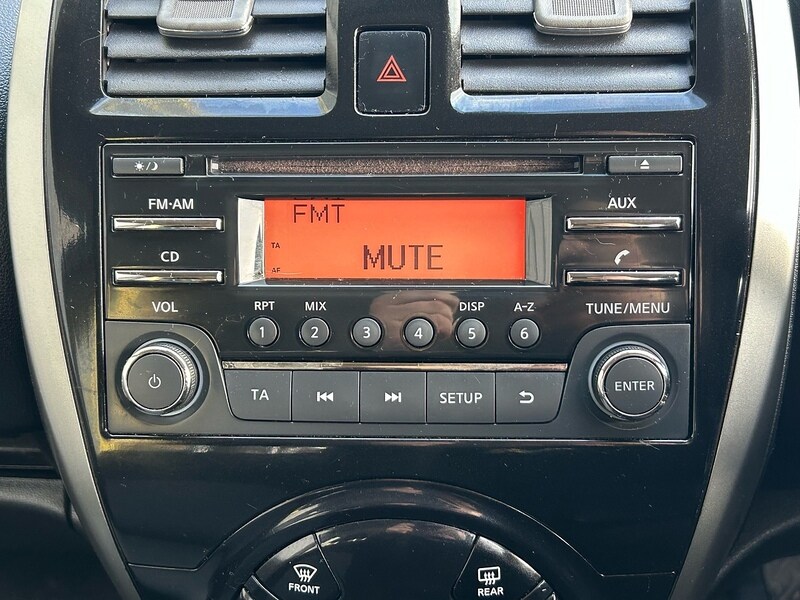 FM·AM
AUX
FMT
TA
MUTE
AF
CD
VOL
RPT MIX DISP A-Z
TUNE/MENU
1 2 3 4 5 6
TA SETUP
ENTER
FRONT
REAR